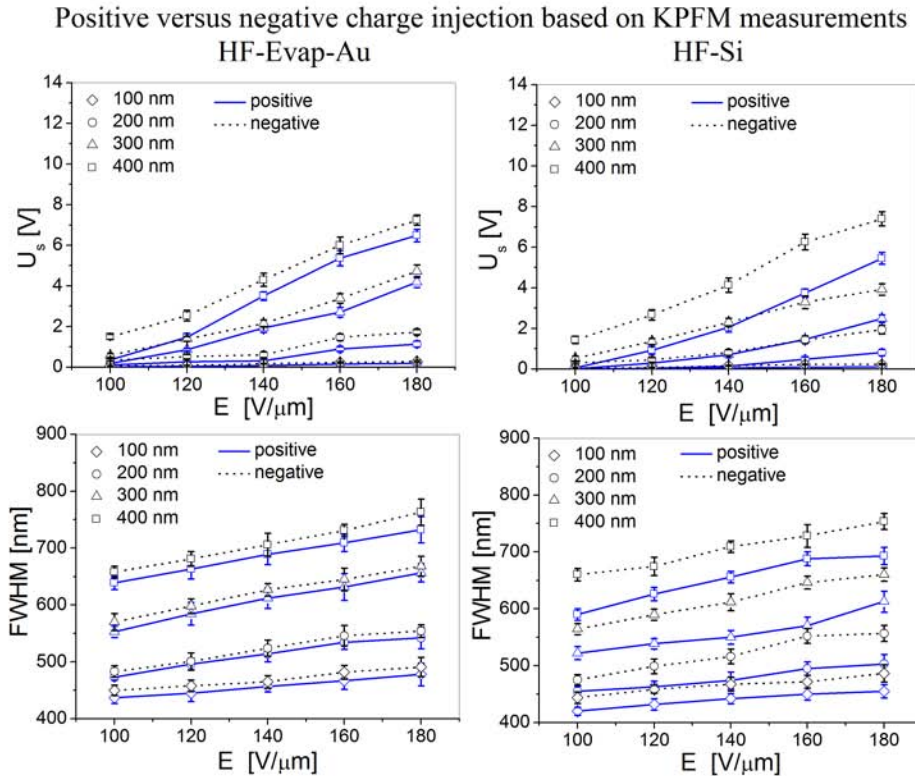 Positive versus negative charge injection based on KPFM measurements
HF-Evap-Au
HF-Si
14
12
10
8
6
4
2
0
U_s [V]
100 nm
200 nm
300 nm
400 nm
positive
negative
100 120 140 160 180
E [V/μm]
14
12
10
8
6
4
2
0
U_s [V]
100 nm
200 nm
300 nm
400 nm
positive
negative
100 120 140 160 180
E [V/μm]
900
800
700
600
500
400
FWHM [nm]
100 nm
200 nm
300 nm
400 nm
positive
negative
100 120 140 160 180
E [V/μm]
900
800
700
600
500
400
FWHM [nm]
100 nm
200 nm
300 nm
400 nm
positive
negative
100 120 140 160 180
E [V/μm]